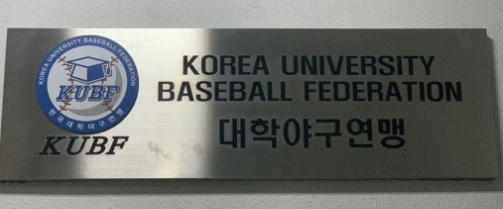 KOREA UNIVERSITY BASEBALL FEDERATION
KUBF
한국대학야구연맹
KUBF
KOREA UNIVERSITY
BASEBALL FEDERATION
대학야구연맹